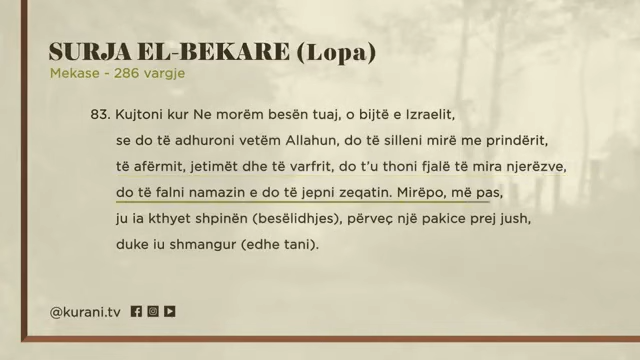 SURJA EL-BEKARE (Lopa)
Mekase - 286 vargje
83. Kujtoni kur Ne morëm besën tuaj, o bijtë e Izraelit,
se do të adhuroni vetëm Allahun, do të silleni mirë me prindërit,
të afërmit, jetimët dhe të varfrit, do t'u thoni fjalë të mira njerëzve,
do të falni namazin e do të jepni zeqatin. Mirëpo, më pas,
ju ia kthyet shpinën (besëlidhjes), përveç një pakice prej jush,
duke iu shmangur (edhe tani).
@kurani.tv